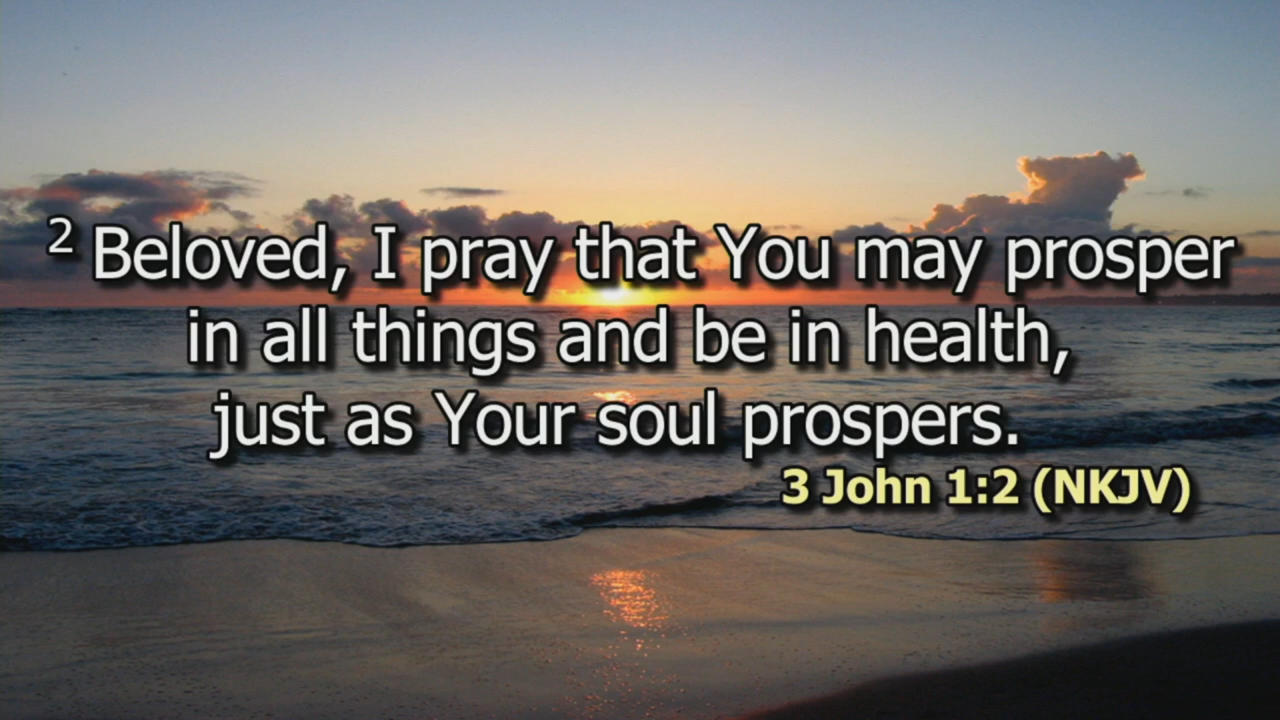 2 Beloved, I pray that You may prosper
in all things and be in health,
just as Your soul prospers.
3 John 1:2 (NKJV)